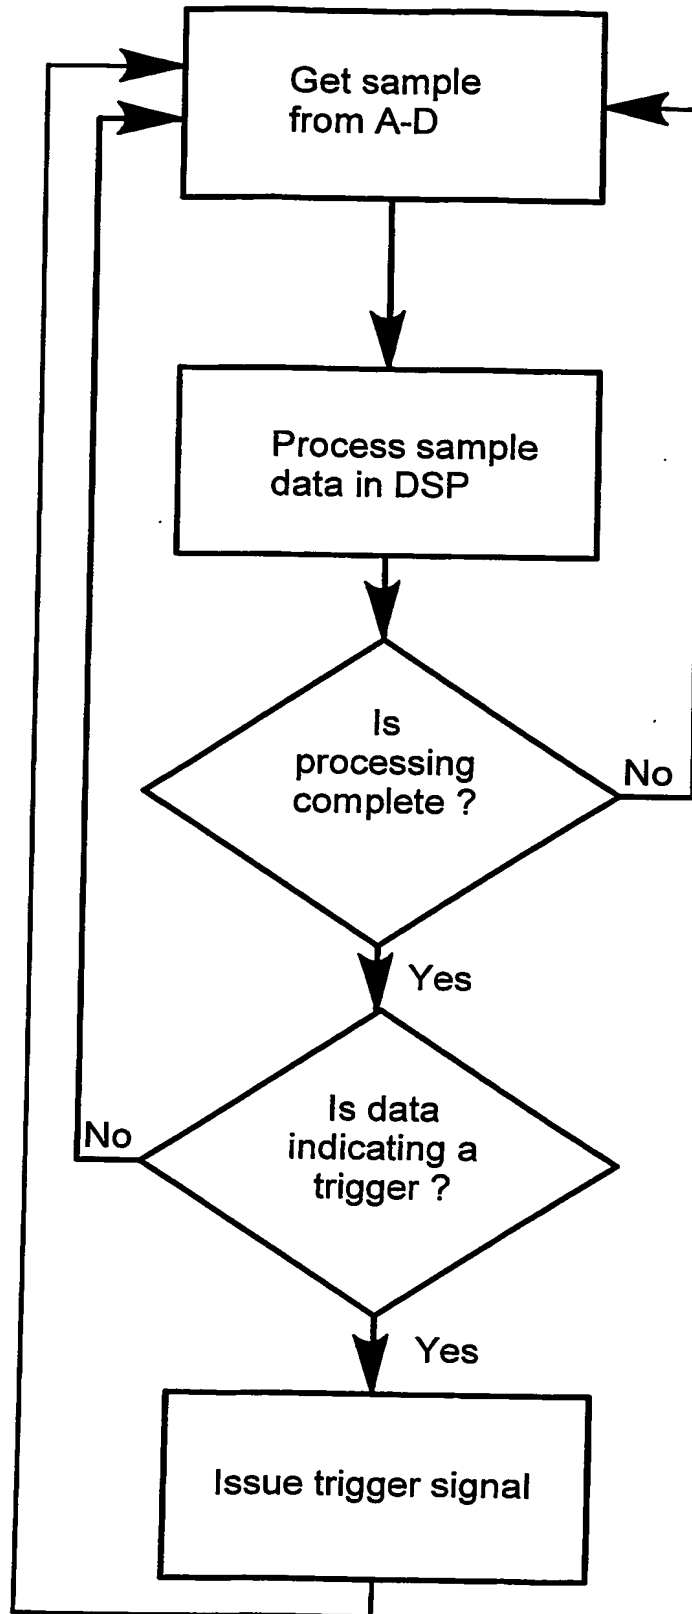 Get sample
from A-D
Process sample
data in DSP
Is
processing
complete ?
No
Yes
Is data
indicating a
trigger ?
No
Yes
Issue trigger signal